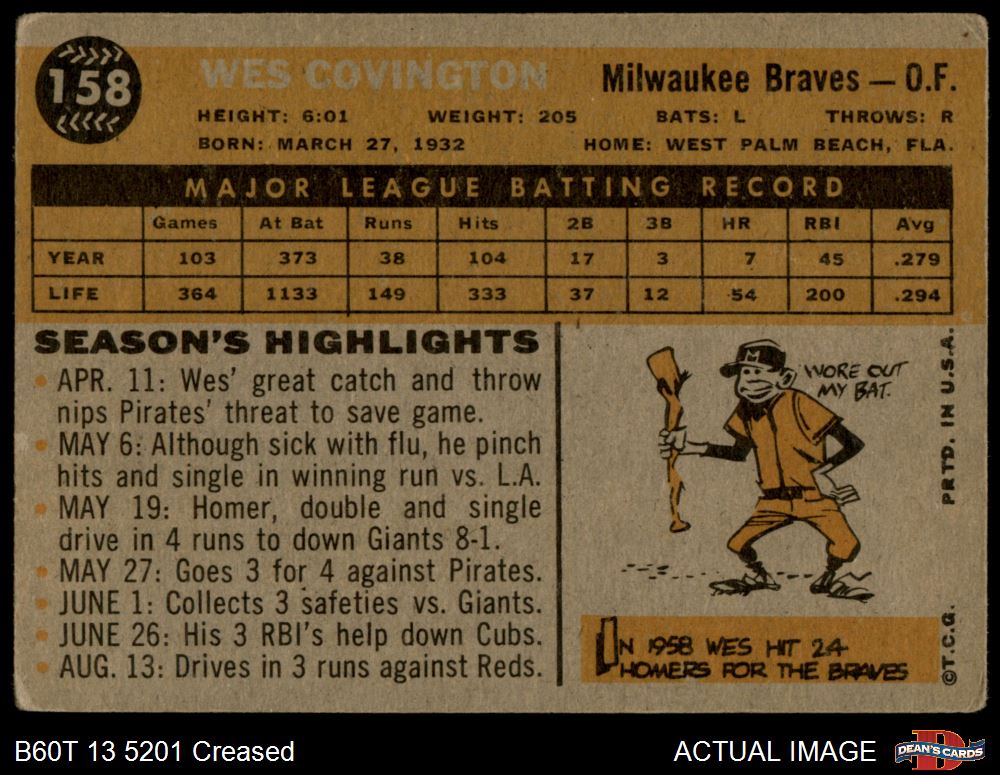 158
WES COVINGTON
Milwaukee Braves — O.F.
HEIGHT: 6:01 WEIGHT: 205 BATS: L THROWS: R
BORN: MARCH 27, 1932 HOME: WEST PALM BEACH, FLA.
MAJOR LEAGUE BATTING RECORD
Games At Bat Runs Hits 2B 3B HR RBI Avg
YEAR 103 373 38 104 17 3 7 45 .279
LIFE 364 1133 149 333 37 12 54 200 .294
SEASON'S HIGHLIGHTS
• APR. 11: Wes' great catch and throw
nips Pirates' threat to save game.
• MAY 6: Although sick with flu, he pinch
hits and single in winning run vs. L.A.
• MAY 19: Homer, double and single
drive in 4 runs to down Giants 8-1.
• MAY 27: Goes 3 for 4 against Pirates.
• JUNE 1: Collects 3 safeties vs. Giants.
• JUNE 26: His 3 RBI's help down Cubs.
• AUG. 13: Drives in 3 runs against Reds.
M
WORE OUT
MY BAT.
IN 1958 WES HIT 24
HOMERS FOR THE BRAVES
©T.C.G. PRTD. IN U.S.A.
B60T 13 5201 Creased
ACTUAL IMAGE
DEAN'S CARDS